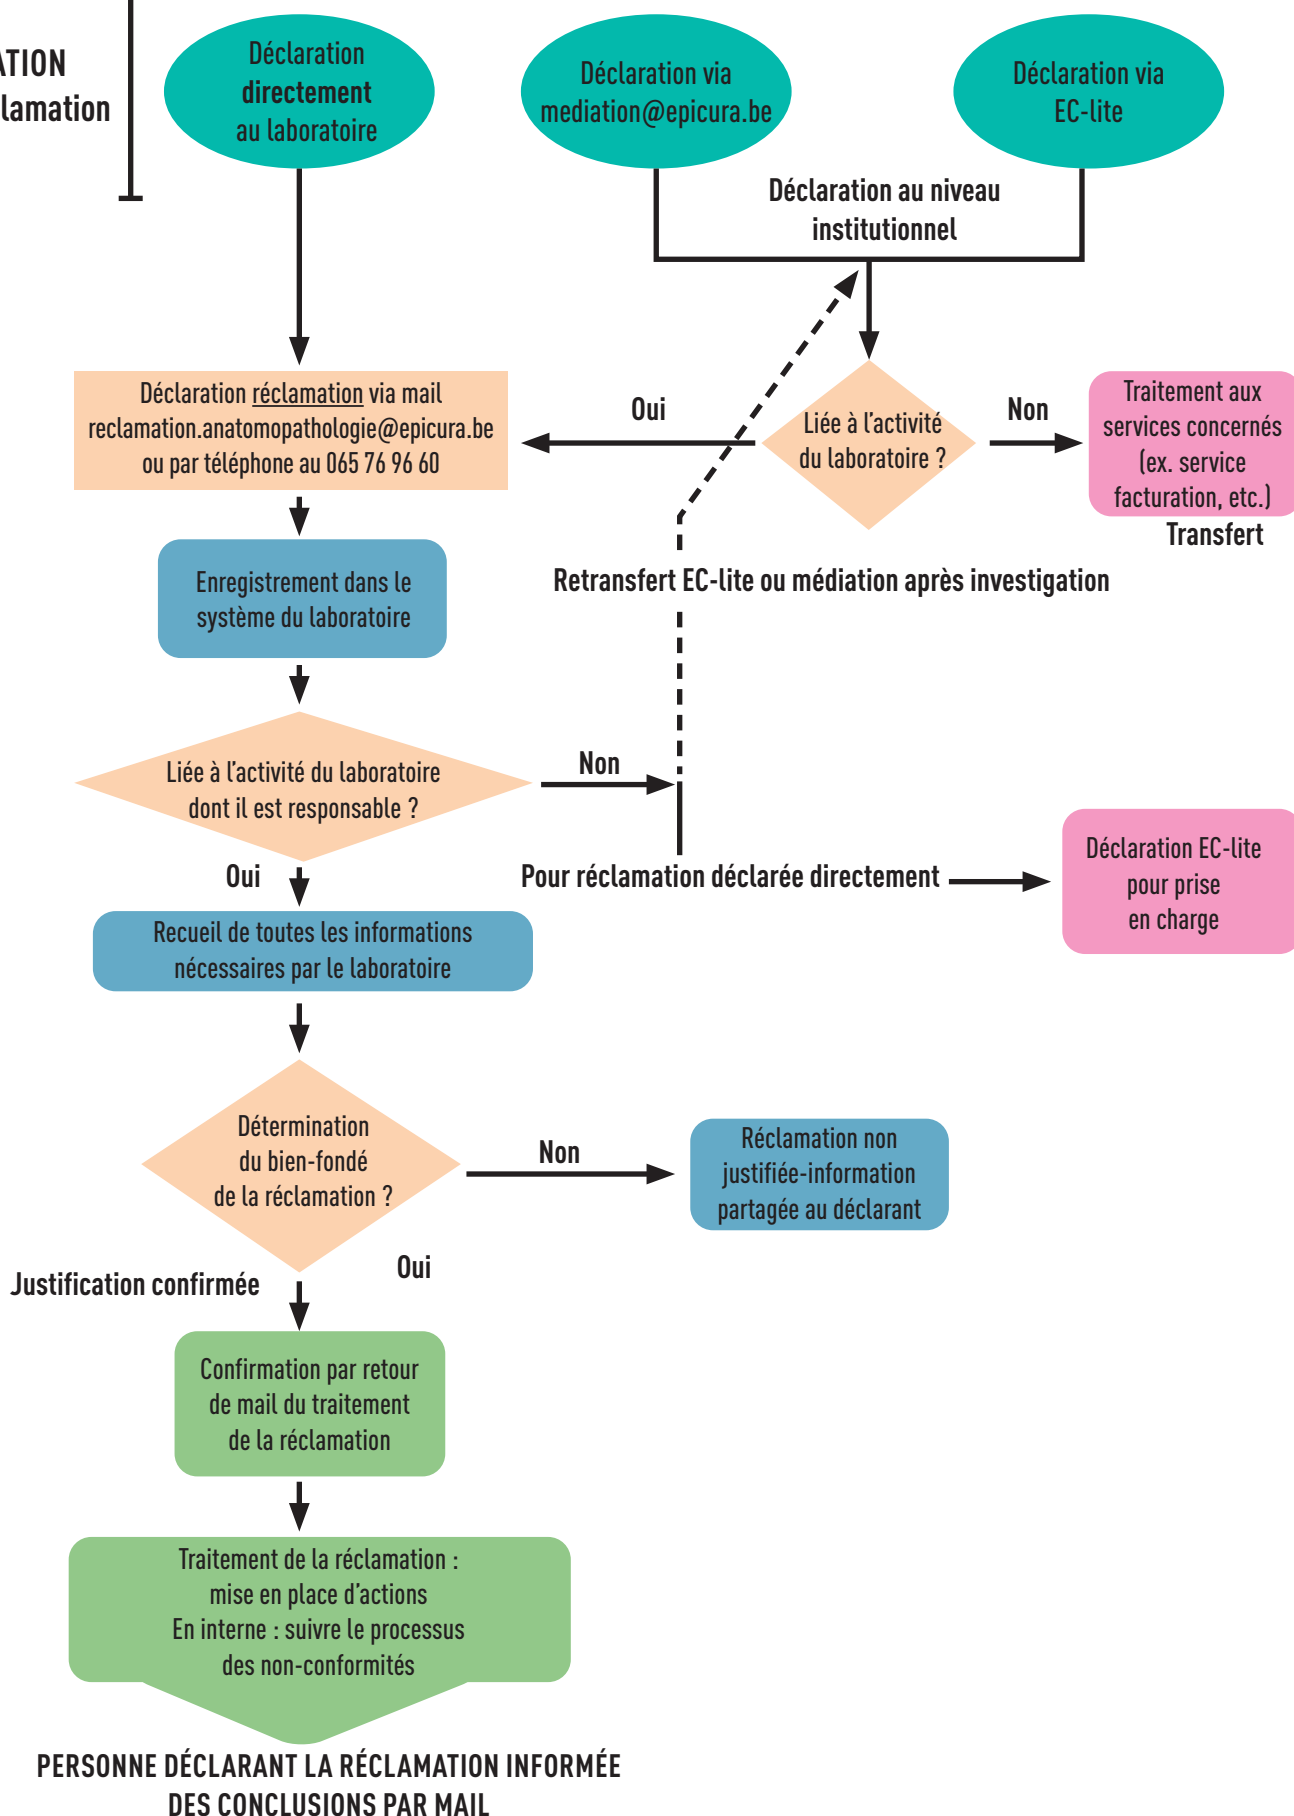 ATION
clamation
Déclaration
directement
au laboratoire
Déclaration via
mediation@epicura.be
Déclaration via
EC-lite
Déclaration au niveau
institutionnel
Déclaration réclamation via mail
reclamation.anatomopathologie@epicura.be
ou par téléphone au 065 76 96 60
Oui
Liée à l'activité
du laboratoire ?
Non
Traitement aux
services concernés
(ex. service
facturation, etc.)
Transfert
Enregistrement dans le
système du laboratoire
Retransfert EC-lite ou médiation après investigation
Liée à l'activité du laboratoire
dont il est responsable ?
Non
Oui
Pour réclamation déclarée directement
Déclaration EC-lite
pour prise
en charge
Recueil de toutes les informations
nécessaires par le laboratoire
Détermination
du bien-fondé
de la réclamation ?
Non
Réclamation non
justifiée-information
partagée au déclarant
Justification confirmée
Oui
Confirmation par retour
de mail du traitement
de la réclamation
Traitement de la réclamation :
mise en place d'actions
En interne : suivre le processus
des non-conformités
PERSONNE DÉCLARANT LA RÉCLAMATION INFORMÉE
DES CONCLUSIONS PAR MAIL